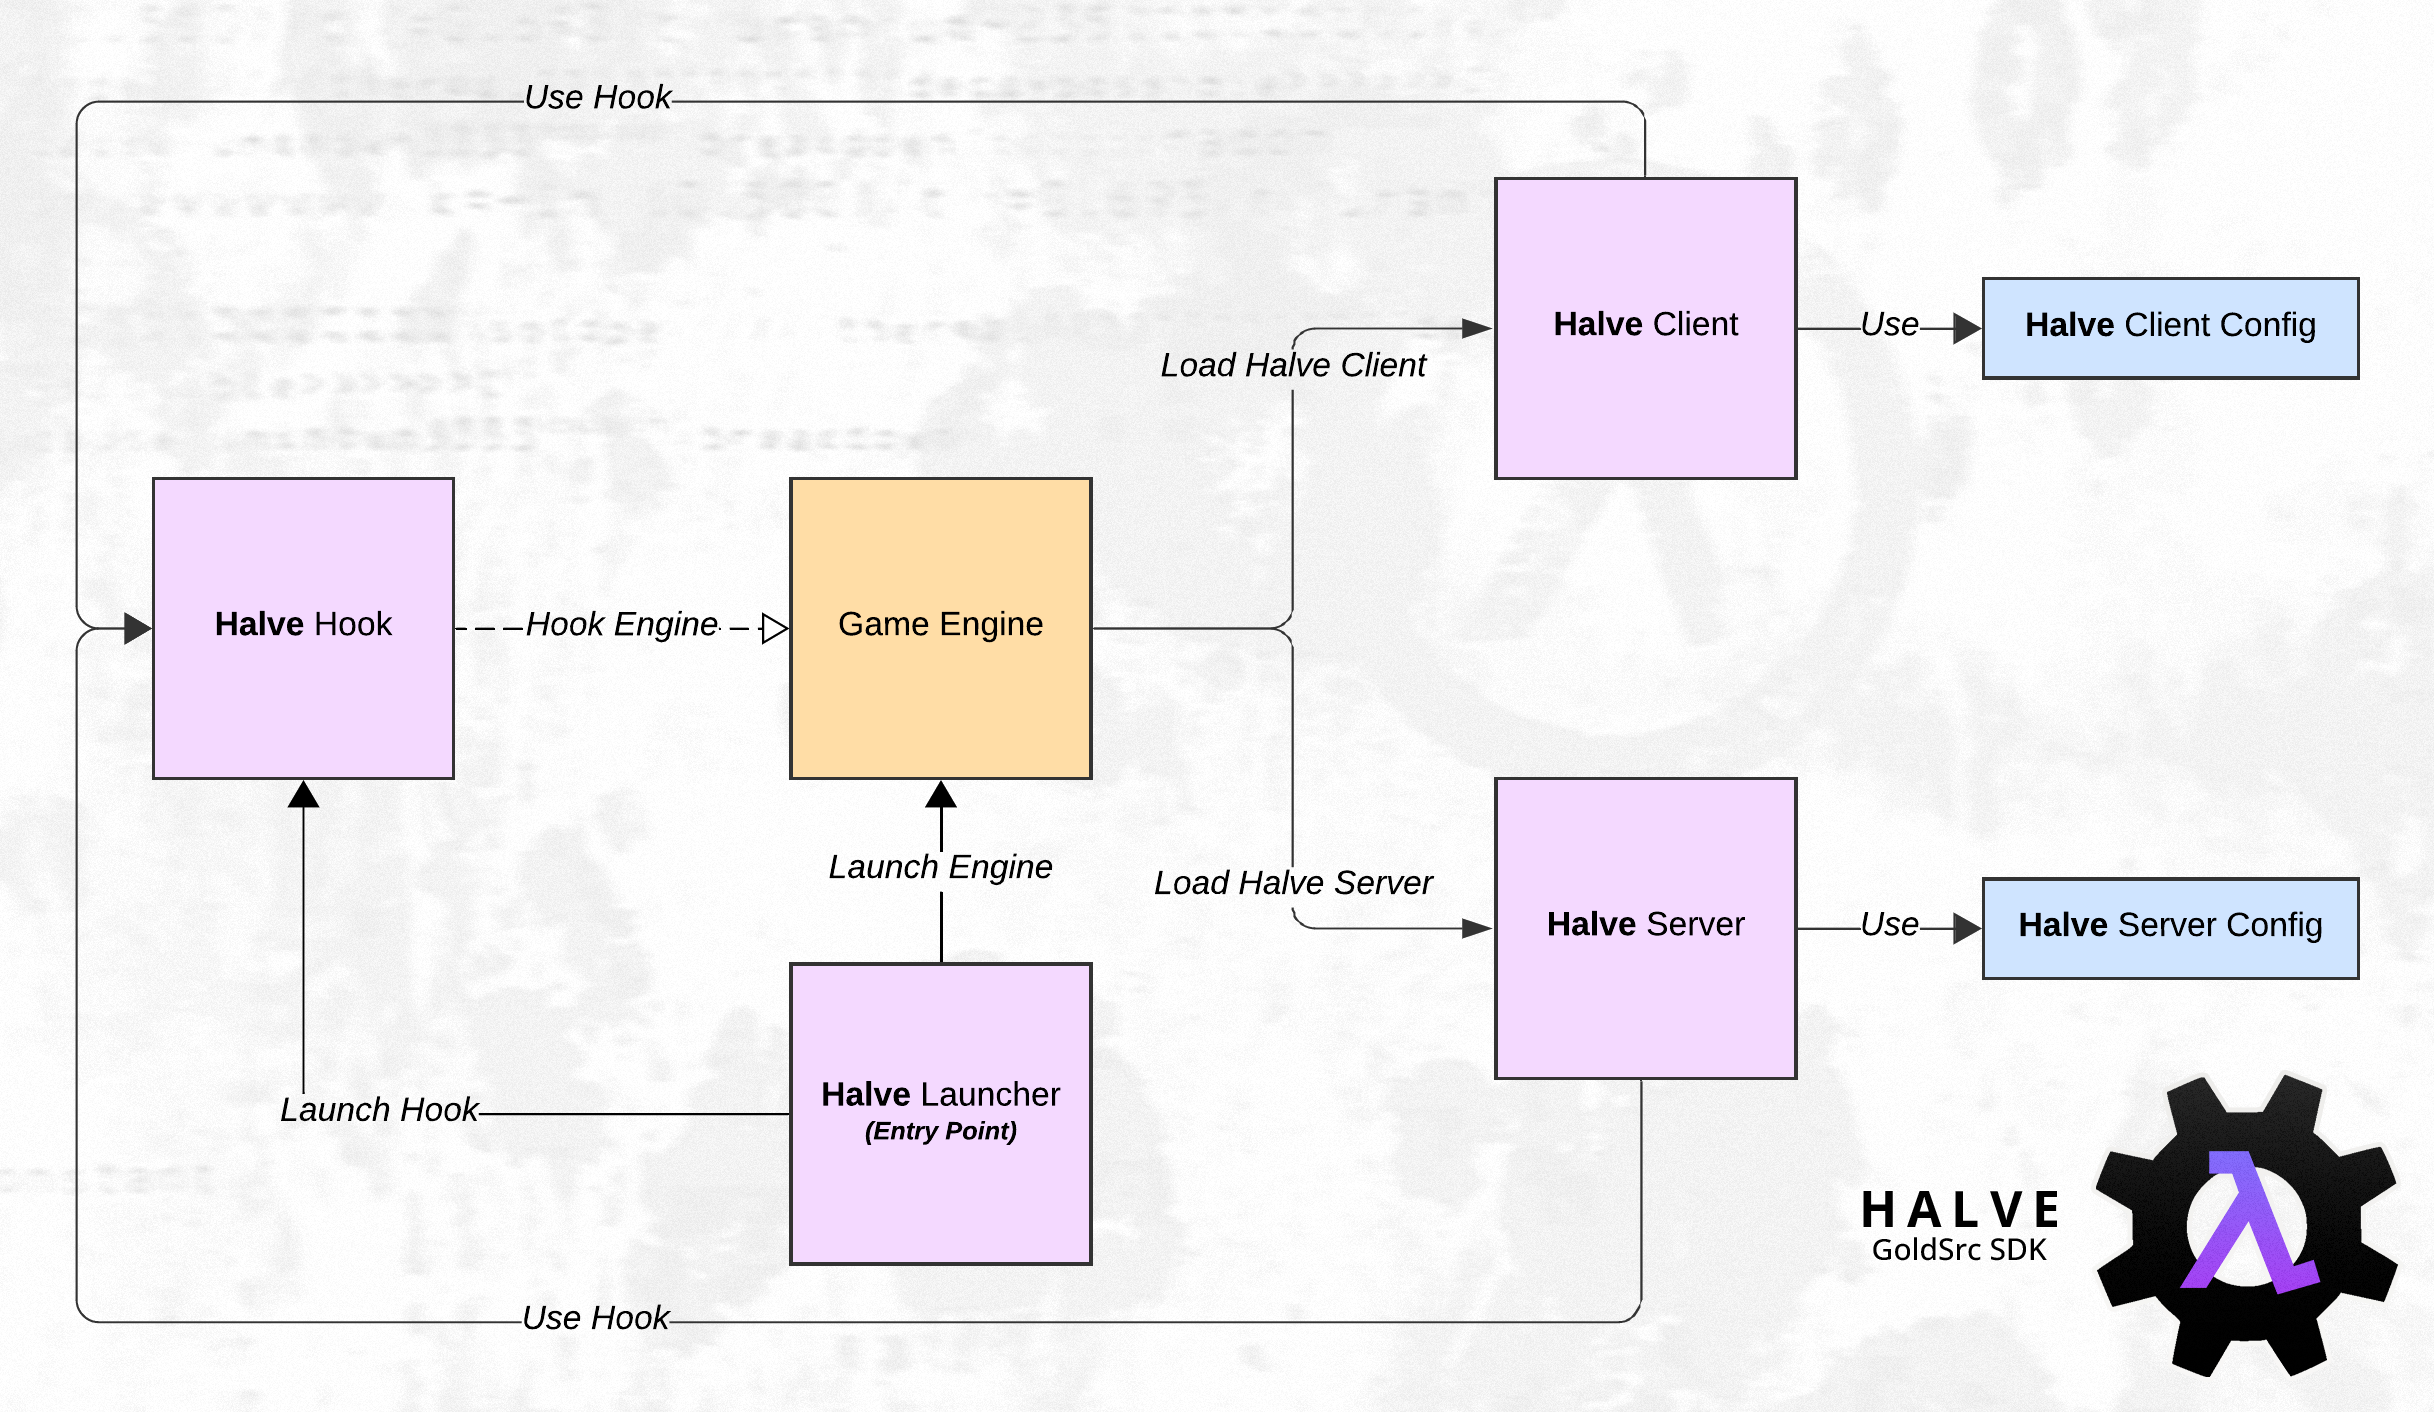 Use Hook
Halve Client
Use
Halve Client Config
Load Halve Client
Halve Hook
Hook Engine
Game Engine
Launch Engine
Load Halve Server
Halve Server
Use
Halve Server Config
Halve Launcher
(Entry Point)
Launch Hook
HALVE
GoldSrc SDK
Use Hook